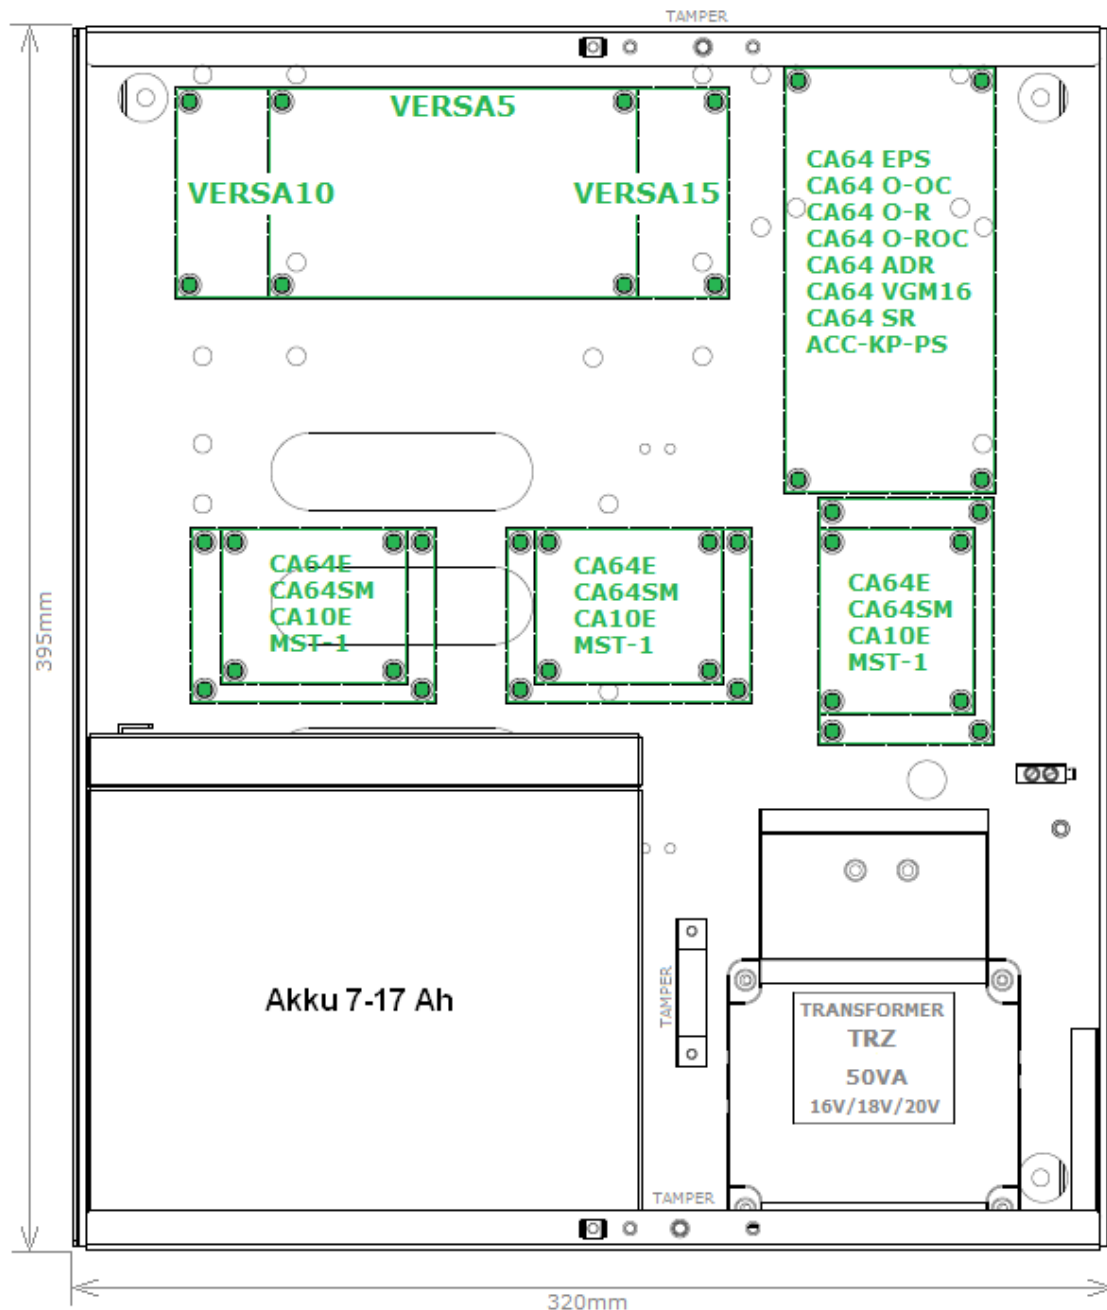 TAMPER
VERSA5
VERSA10
VERSA15
CA64 EPS
CA64 O-OC
CA64 O-R
CA64 O-ROC
CA64 ADR
CA64 VGM16
CA64 SR
ACC-KP-PS
395mm
CA64E
CA64SM
CA10E
MST-1
CA64E
CA64SM
CA10E
MST-1
CA64E
CA64SM
CA10E
MST-1
Akku 7-17 Ah
TAMPER
TRANSFORMER
TRZ
50VA
16V/18V/20V
TAMPER
320mm